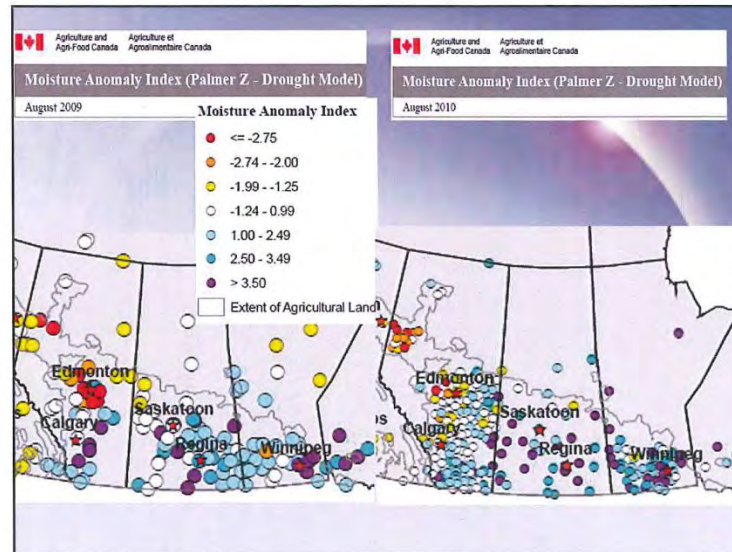 Agriculture and Agriculture et
Agri-Food Canada Agroalimentaire Canada
Moisture Anomaly Index (Palmer Z - Drought Model)
August 2009
Moisture Anomaly Index
<= -2.75
-2.74 - -2.00
-1.99 - -1.25
-1.24 - 0.99
1.00 - 2.49
2.50 - 3.49
> 3.50
Extent of Agricultural Land
Edmonton
Calgary
Saskatoon
Regina
Winnipeg
Agriculture and Agriculture et
Agri-Food Canada Agroalimentaire Canada
Moisture Anomaly Index (Palmer Z - Drought Model)
August 2010
Edmonton
Calgary
Saskatoon
Regina
Winnipeg